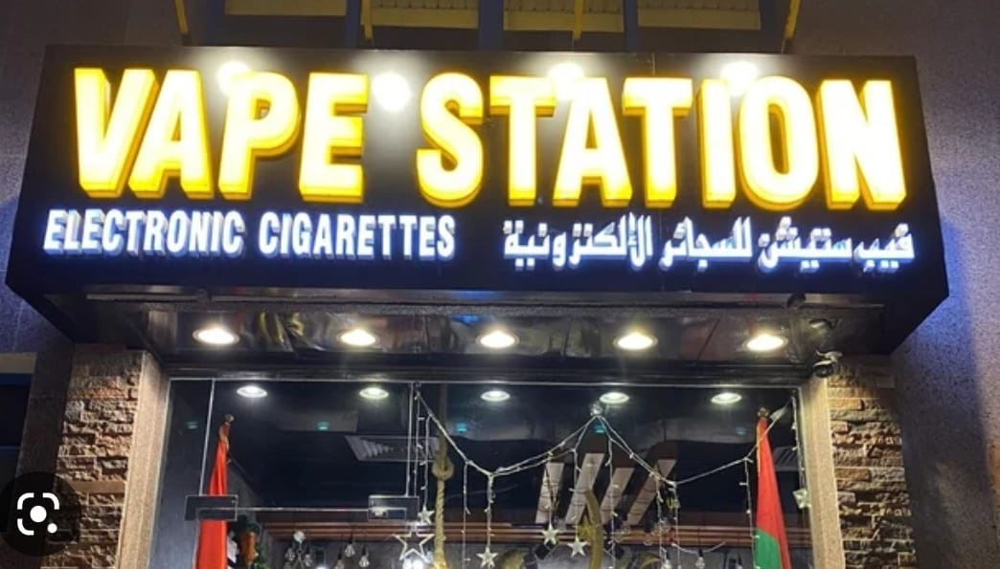 VAPE STATION
ELECTRONIC CIGARETTES
فيب ستيشن للسجائر الإلكترونية